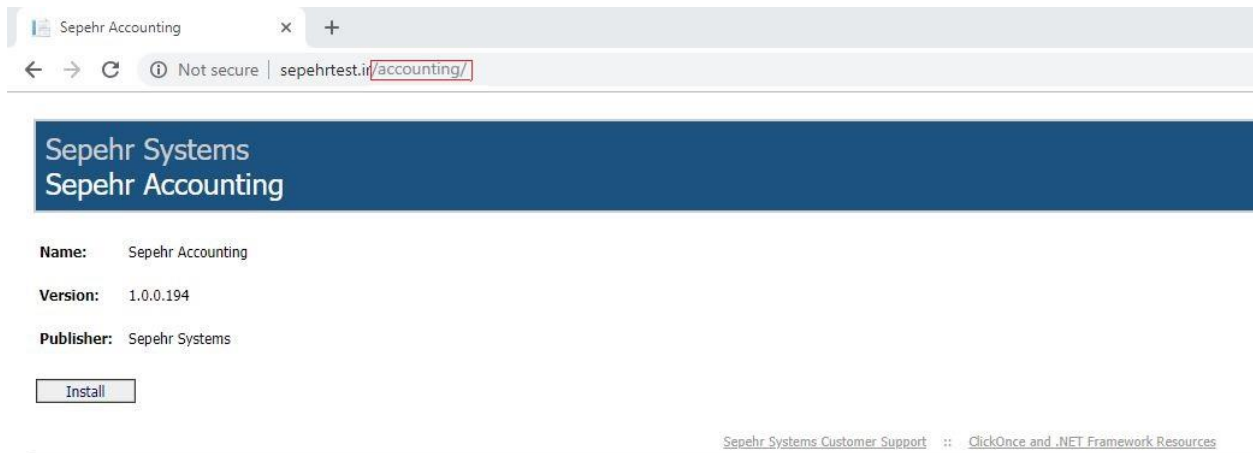 Sepehr Accounting
Not secure | sepehrtest.ir/accounting/
Sepehr Systems
Sepehr Accounting
Name: Sepehr Accounting
Version: 1.0.0.194
Publisher: Sepehr Systems
Install
Sepehr Systems Customer Support :: ClickOnce and .NET Framework Resources